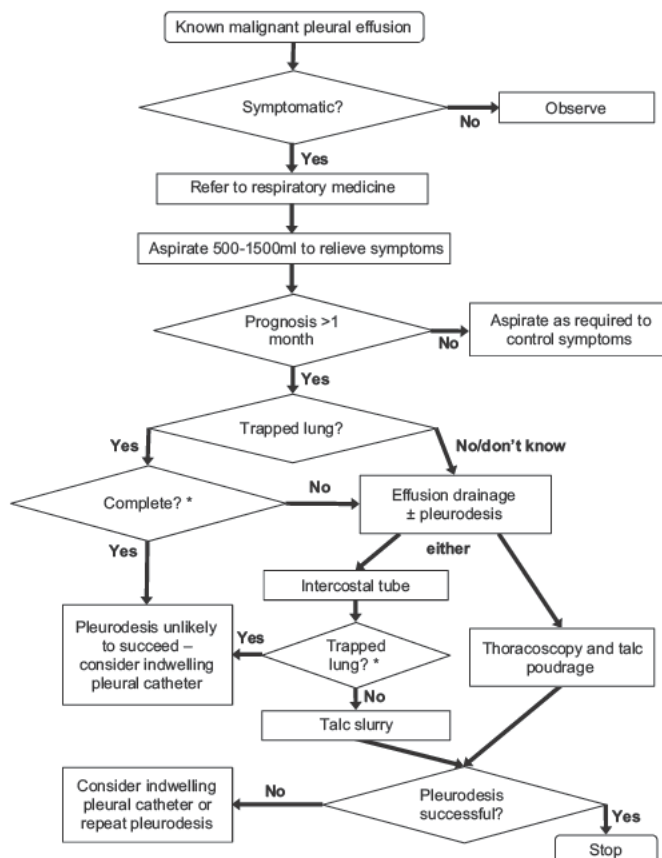 Known malignant pleural effusion
Symptomatic?
No
Observe
Yes
Refer to respiratory medicine
Aspirate 500-1500ml to relieve symptoms
Prognosis >1
month
No
Aspirate as required to
control symptoms
Yes
Trapped lung?
Yes
No/don't know
Complete? *
No
Effusion drainage
± pleurodesis
Yes
either
Intercostal tube
Pleurodesis unlikely
to succeed –
consider indwelling
pleural catheter
Yes
Trapped
lung? *
Thoracoscopy and talc
poudrage
No
Talc slurry
Consider indwelling
pleural catheter or
repeat pleurodesis
No
Pleurodesis
successful?
Yes
Stop